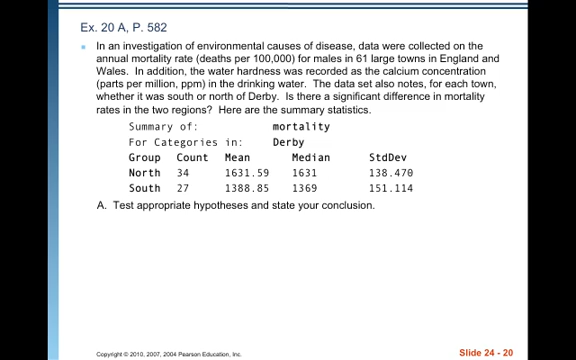 Ex. 20 A, P. 582
In an investigation of environmental causes of disease, data were collected on the
annual mortality rate (deaths per 100,000) for males in 61 large towns in England and
Wales. In addition, the water hardness was recorded as the calcium concentration
(parts per million, ppm) in the drinking water. The data set also notes, for each town,
whether it was south or north of Derby. Is there a significant difference in mortality
rates in the two regions? Here are the summary statistics.
Summary of: mortality
For Categories in: Derby
Group Count Mean Median StdDev
North 34 1631.59 1631 138.470
South 27 1388.85 1369 151.114
A. Test appropriate hypotheses and state your conclusion.
Copyright © 2010, 2007, 2004 Pearson Education, Inc.
Slide 24 - 20